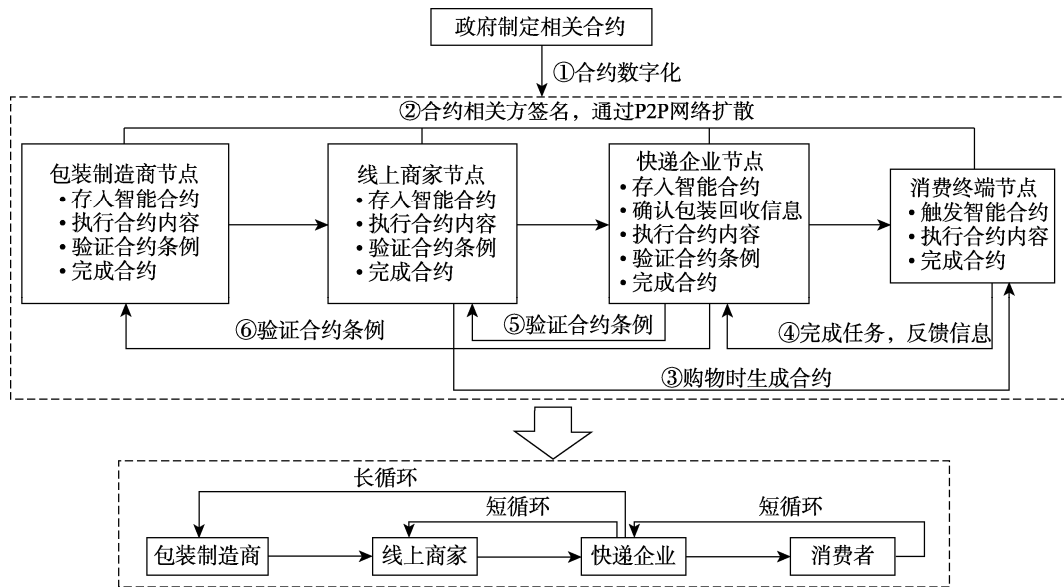 政府制定相关合约
①合约数字化
②合约相关方签名，通过P2P网络扩散
包装制造商节点
• 存入智能合约
• 执行合约内容
• 验证合约条例
• 完成合约
线上商家节点
• 存入智能合约
• 执行合约内容
• 验证合约条例
• 完成合约
快递企业节点
• 存入智能合约
• 确认包装回收信息
• 执行合约内容
• 验证合约条例
• 完成合约
消费终端节点
• 触发智能合约
• 执行合约内容
• 完成合约
⑥验证合约条例
⑤验证合约条例
④完成任务，反馈信息
③购物时生成合约
长循环
短循环
短循环
包装制造商
线上商家
快递企业
消费者